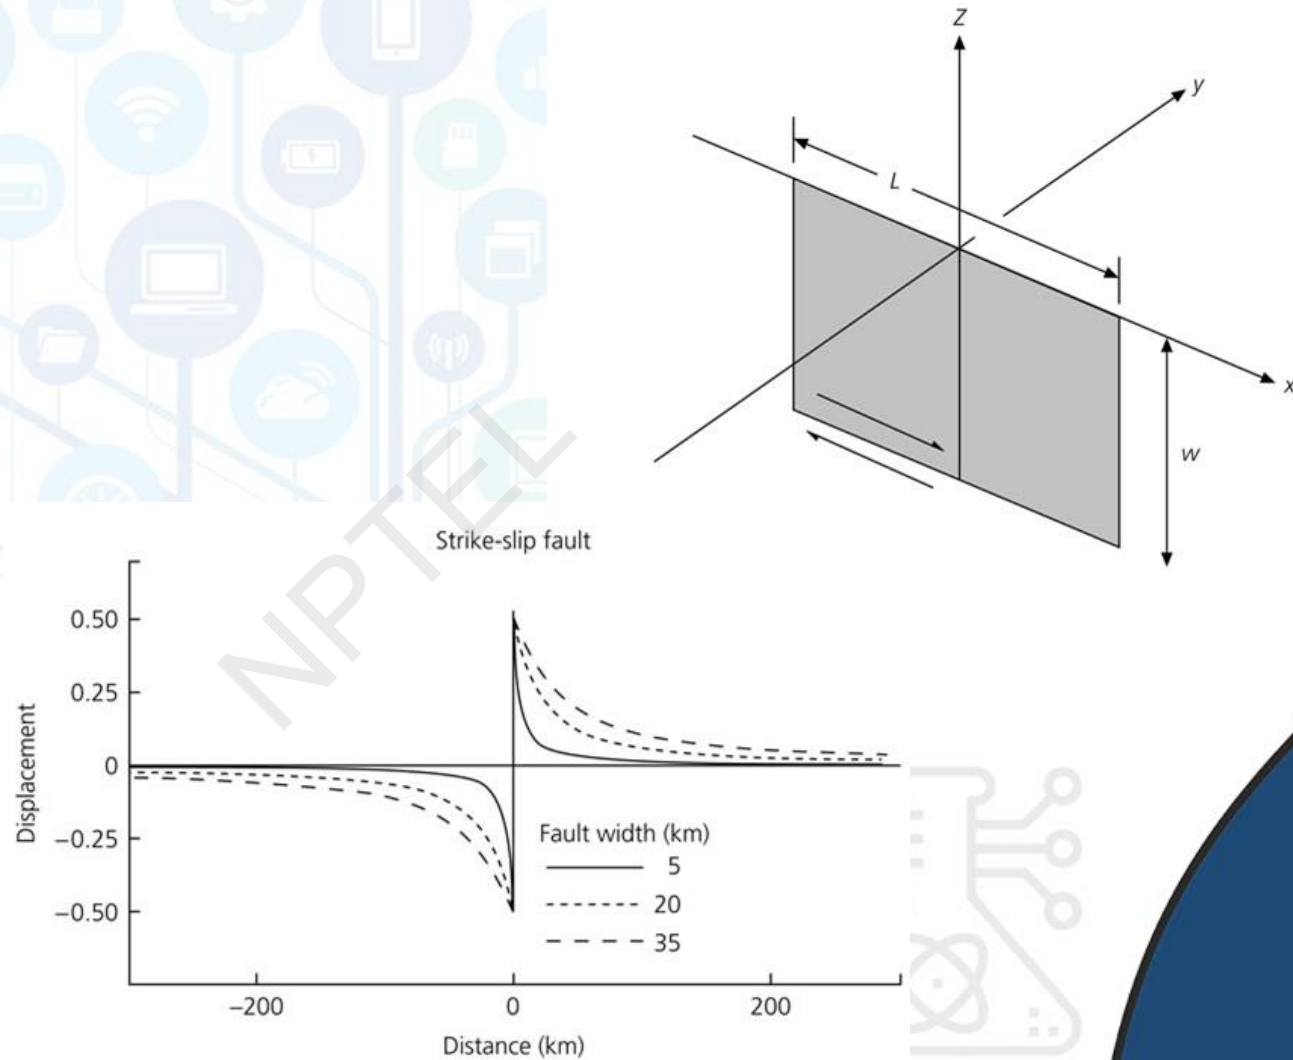 Z
y
L
x
w
NPTEL
Strike-slip fault
0.50
0.25
0
−0.25
−0.50
Displacement
Fault width (km)
5
20
35
−200
0
200
Distance (km)